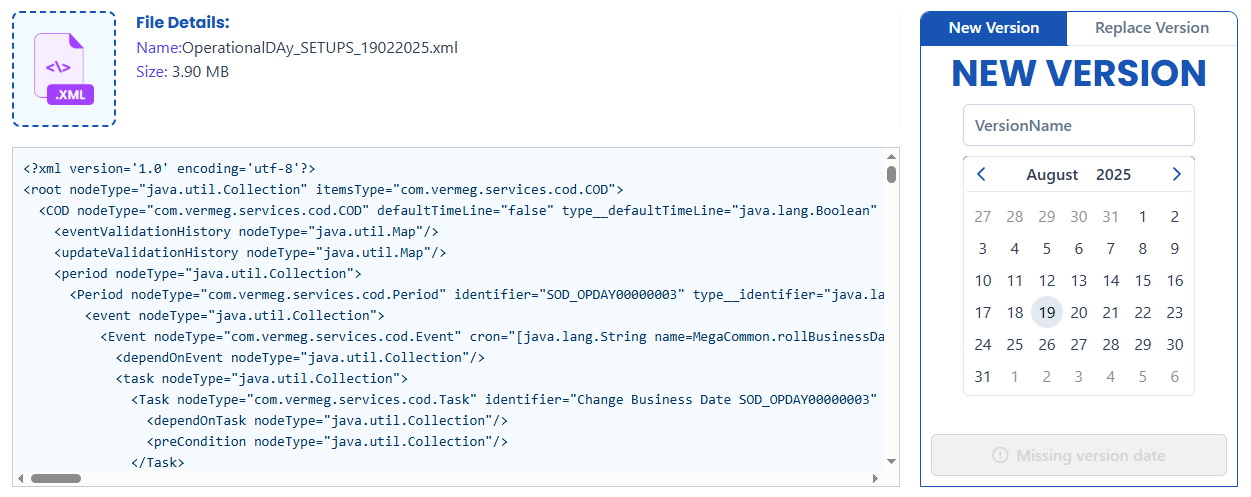 </>
.XML
File Details:
Name:OperationalDAy_SETUPS_19022025.xml
Size: 3.90 MB
<?xml version='1.0' encoding='utf-8'?>
<root nodeType="java.util.Collection" itemsType="com.vermeg.services.cod.COD">
<COD nodeType="com.vermeg.services.cod.COD" defaultTimeLine="false" type__defaultTimeLine="java.lang.Boolean"
<eventValidationHistory nodeType="java.util.Map"/>
<updateValidationHistory nodeType="java.util.Map"/>
<period nodeType="java.util.Collection">
<Period nodeType="com.vermeg.services.cod.Period" identifier="SOD_OPDAY00000003" type__identifier="java.la
<event nodeType="java.util.Collection">
<Event nodeType="com.vermeg.services.cod.Event" cron="[java.lang.String name=MegaCommon.rollBusinessDa
<dependOnEvent nodeType="java.util.Collection"/>
<task nodeType="java.util.Collection">
<Task nodeType="com.vermeg.services.cod.Task" identifier="Change Business Date SOD_OPDAY00000003"
<dependOnTask nodeType="java.util.Collection"/>
<preCondition nodeType="java.util.Collection"/>
</Task>
New Version Replace Version
NEW VERSION
VersionName
August 2025
27 28 29 30 31 1 2
3 4 5 6 7 8 9
10 11 12 13 14 15 16
17 18 19 20 21 22 23
24 25 26 27 28 29 30
31 1 2 3 4 5 6
Missing version date